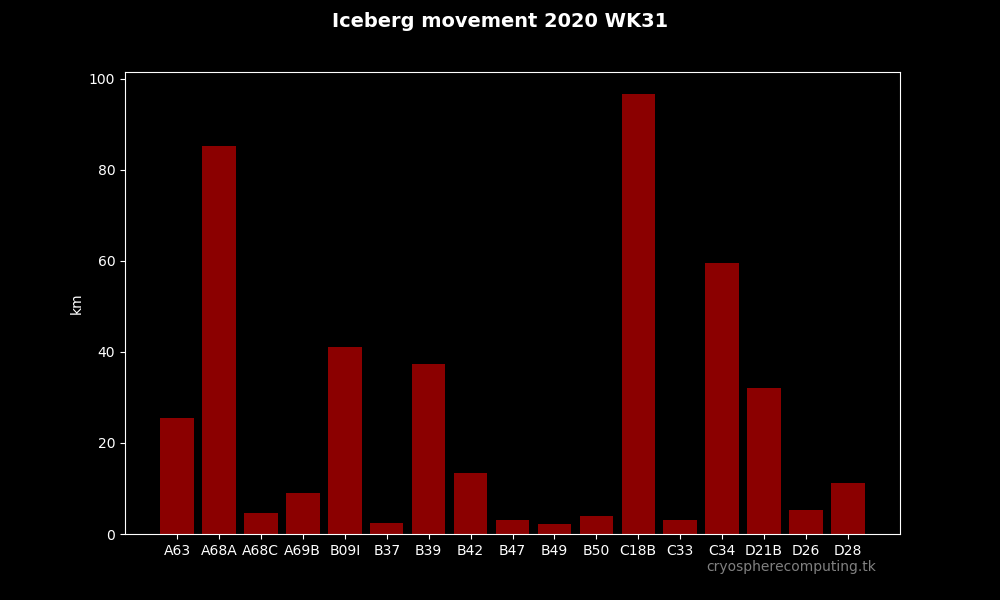 Iceberg movement 2020 WK31
100
80
60
40
20
0
km
A63 A68A A68C A69B B09I B37 B39 B42 B47 B49 B50 C18B C33 C34 D21B D26 D28
cryospherecomputing.tk